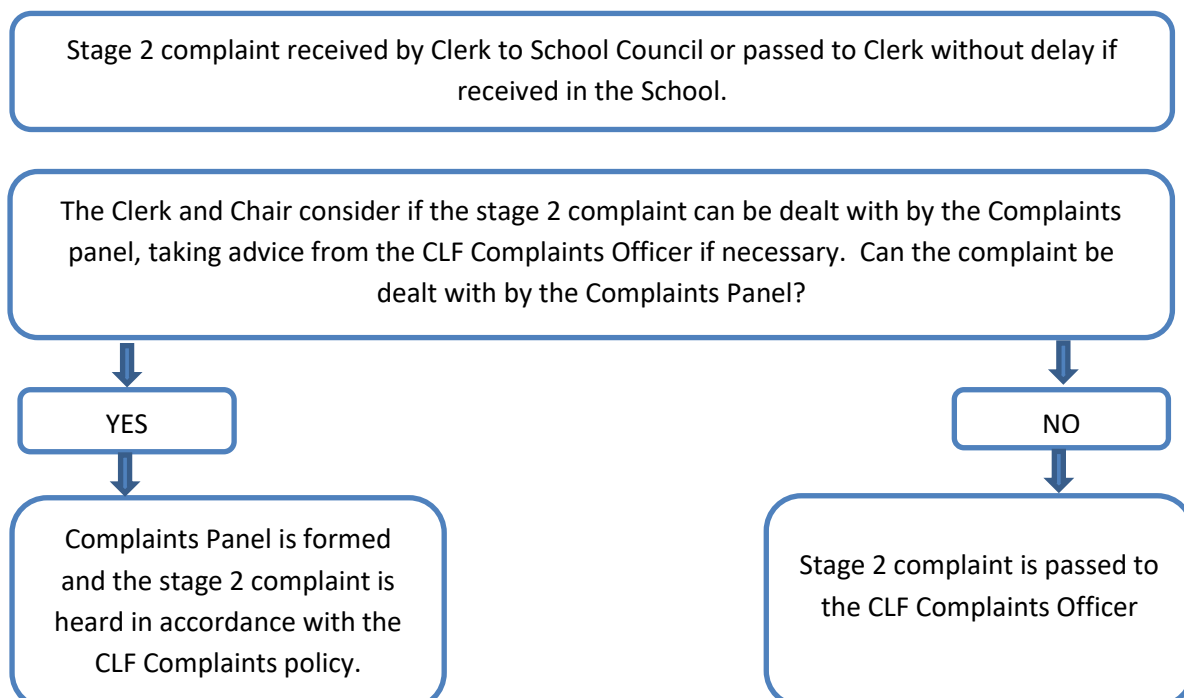 Stage 2 complaint received by Clerk to School Council or passed to Clerk without delay if
received in the School.
The Clerk and Chair consider if the stage 2 complaint can be dealt with by the Complaints
panel, taking advice from the CLF Complaints Officer if necessary.  Can the complaint be
dealt with by the Complaints Panel?
YES
NO
Complaints Panel is formed
and the stage 2 complaint is
heard in accordance with the
CLF Complaints policy.
Stage 2 complaint is passed to
the CLF Complaints Officer